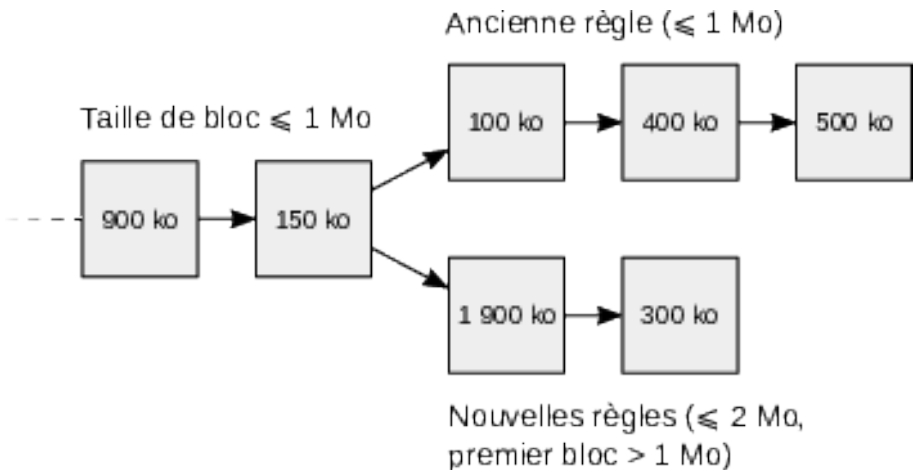 Ancienne règle (⩽ 1 Mo)
Taille de bloc ⩽ 1 Mo
100 ko
400 ko
500 ko
900 ko
150 ko
1 900 ko
300 ko
Nouvelles règles (⩽ 2 Mo,
premier bloc > 1 Mo)